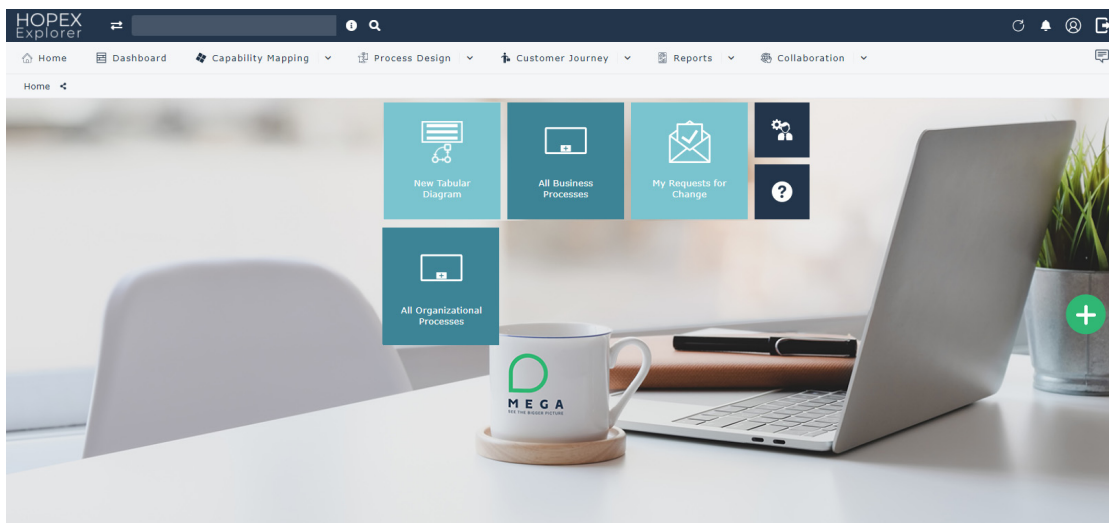 HOPEX
Explorer
Home
Dashboard
Capability Mapping
Process Design
Customer Journey
Reports
Collaboration
Home
New Tabular
Diagram
All Business
Processes
My Requests for
Change
All Organizational
Processes
MEGA
SEE THE BIGGER PICTURE